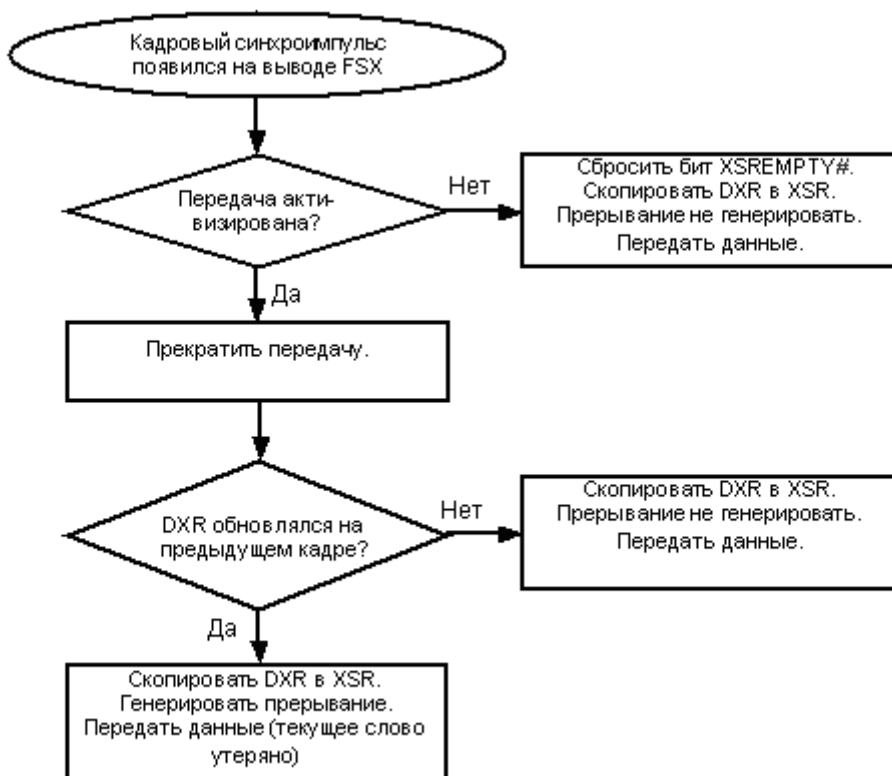 Кадровый синхроимпульс
появился на выводе FSX
Передача акти-
визирована?
Нет
Сбросить бит XSREMPTY#.
Скопировать DXR в XSR.
Прерывание не генерировать.
Передать данные.
Да
Прекратить передачу.
DXR обновлялся на
предыдущем кадре?
Нет
Скопировать DXR в XSR.
Прерывание не генерировать.
Передать данные.
Да
Скопировать DXR в XSR.
Генерировать прерывание.
Передать данные (текущее слово
утеряно)